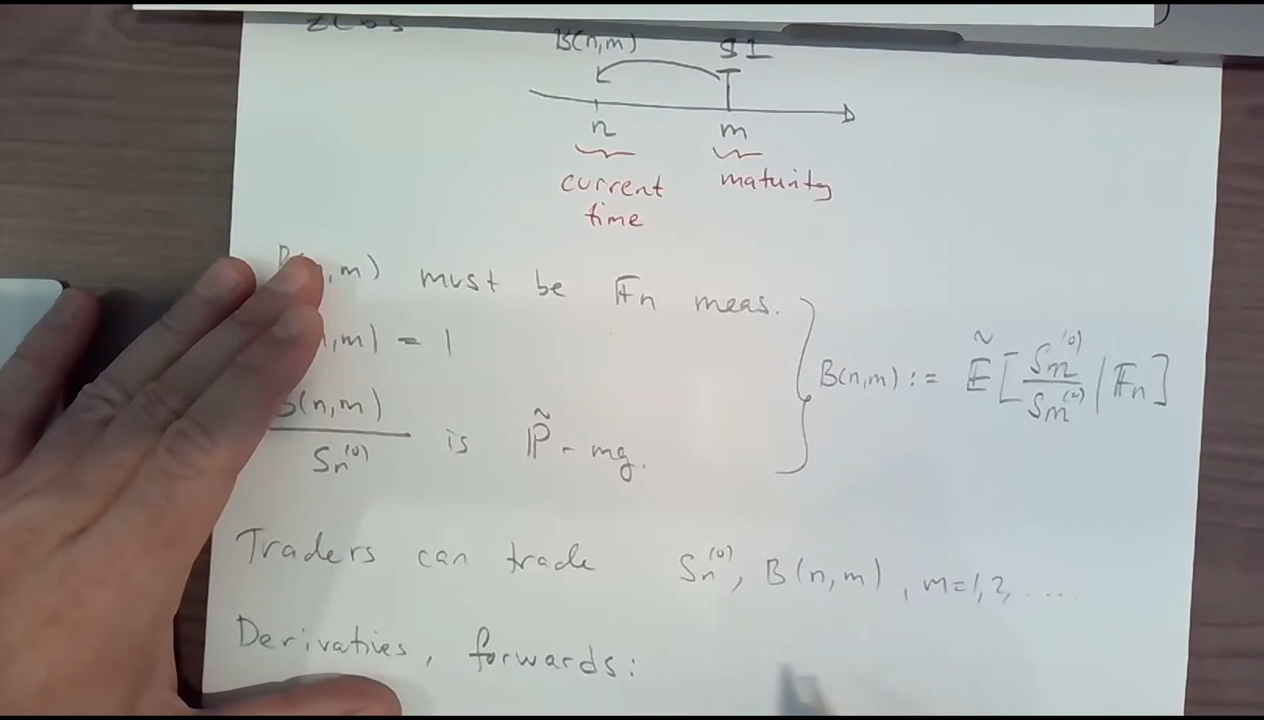 ZCBs
B(n,m) $1
n m
current maturity
time
,m) must be Fn meas.
,m) = 1
B(n,m) := Ẽ[Sn^(0)/Sm^(0) | Fn]
B(n,m)/Sn^(0) is P̃-mg.
Traders can trade Sn^(0), B(n,m), m=1,2,....
Derivaties, forwards: